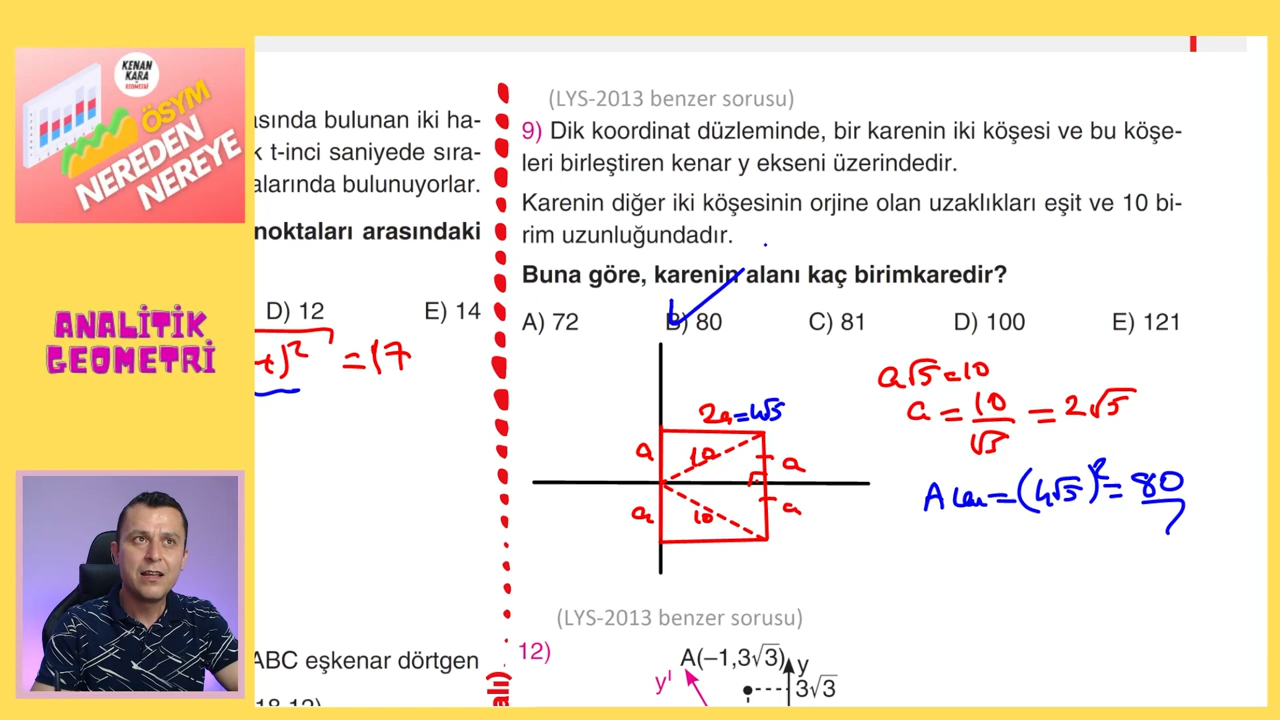 KENAN
KARA
GEOMETRİ
ÖSYM
NEREDEN
NEREYE
ANALİTİK
GEOMETRİ
asında bulunan iki ha-
k t-inci saniyede sıra-
alarında bulunuyorlar.
noktaları arasındaki
D) 12 E) 14
)² = 17
ABC eşkenar dörtgen
(LYS-2013 benzer sorusu)
9) Dik koordinat düzleminde, bir karenin iki köşesi ve bu köşe-
leri birleştiren kenar y ekseni üzerindedir.
Karenin diğer iki köşesinin orjine olan uzaklıkları eşit ve 10 bi-
rim uzunluğundadır.
Buna göre, karenin alanı kaç birimkaredir?
A) 72 B) 80 C) 81 D) 100 E) 121
2a=4√5
a 10 a
a 10 a
a√5=10
a = 10/√5 = 2√5
Alan=(4√5)²=80
(LYS-2013 benzer sorusu)
12)
A(−1,3√3) y
y' 3√3